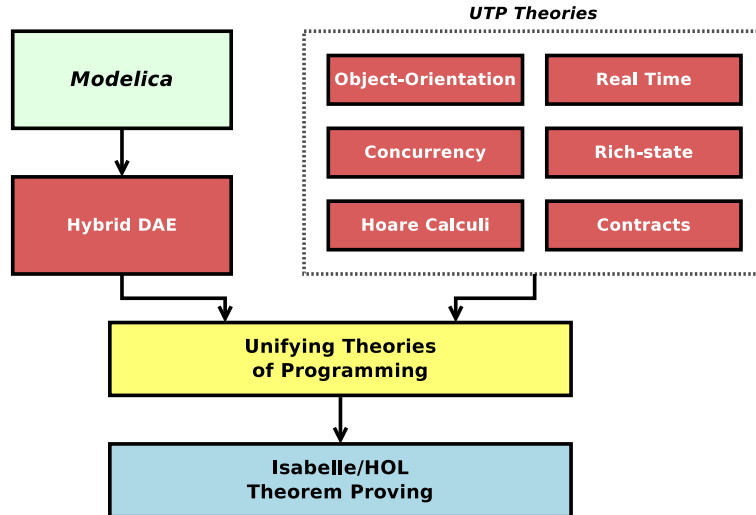 UTP Theories
Modelica
Object-Orientation
Real Time
Concurrency
Rich-state
Hybrid DAE
Hoare Calculi
Contracts
Unifying Theories
of Programming
Isabelle/HOL
Theorem Proving